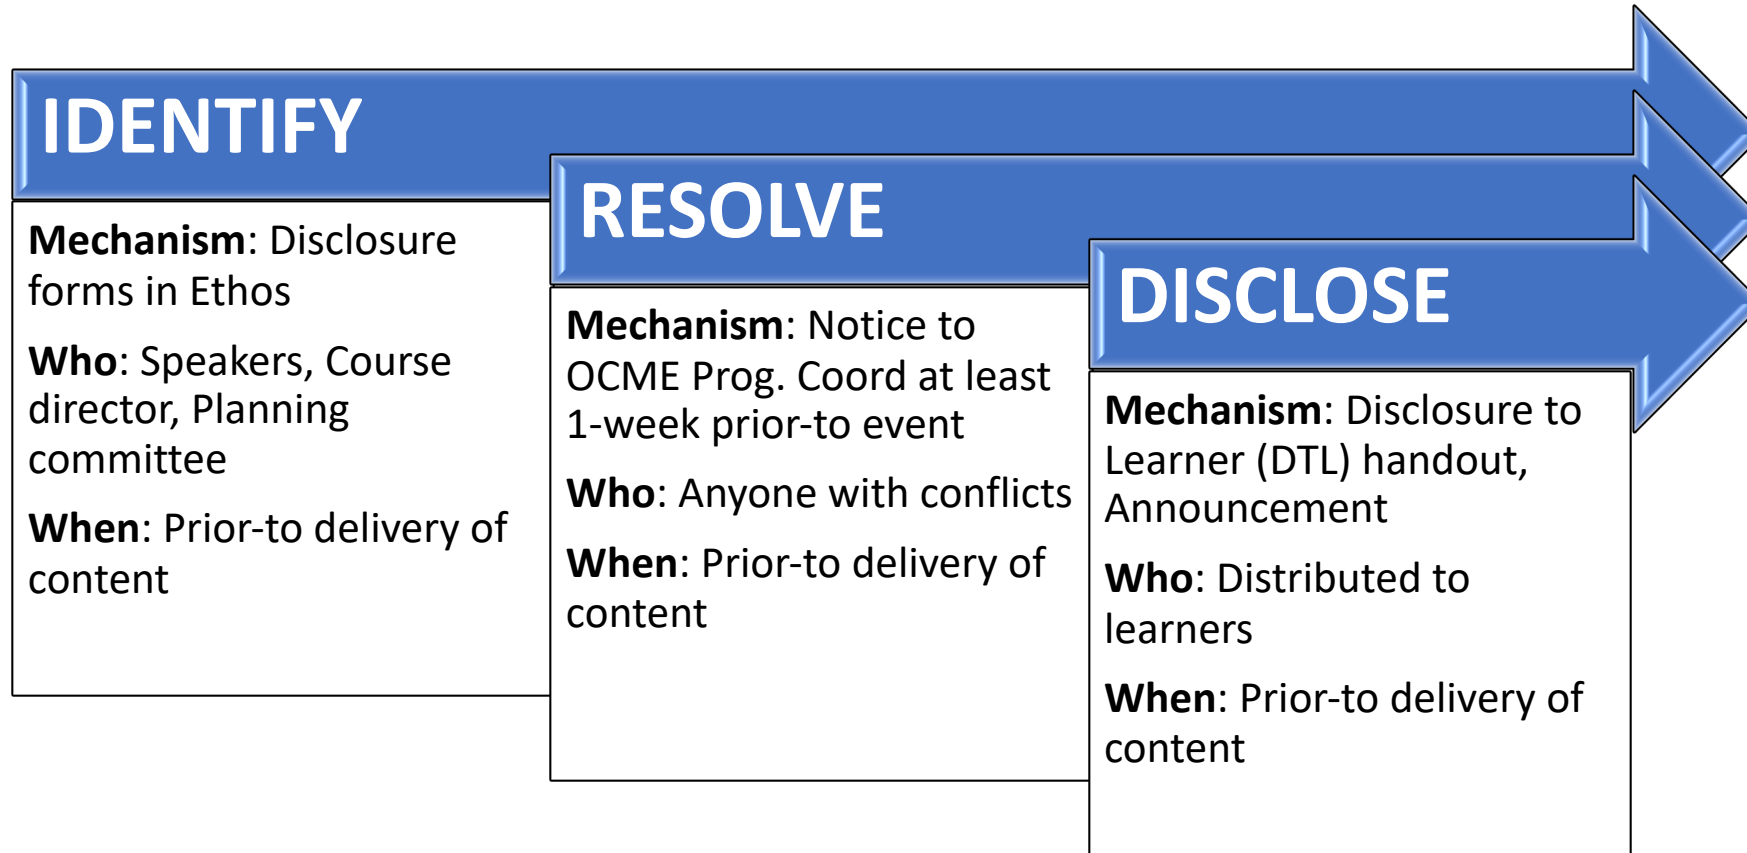 IDENTIFY
Mechanism: Disclosure
forms in Ethos
Who: Speakers, Course
director, Planning
committee
When: Prior-to delivery of
content
RESOLVE
Mechanism: Notice to
OCME Prog. Coord at least
1-week prior-to event
Who: Anyone with conflicts
When: Prior-to delivery of
content
DISCLOSE
Mechanism: Disclosure to
Learner (DTL) handout,
Announcement
Who: Distributed to
learners
When: Prior-to delivery of
content